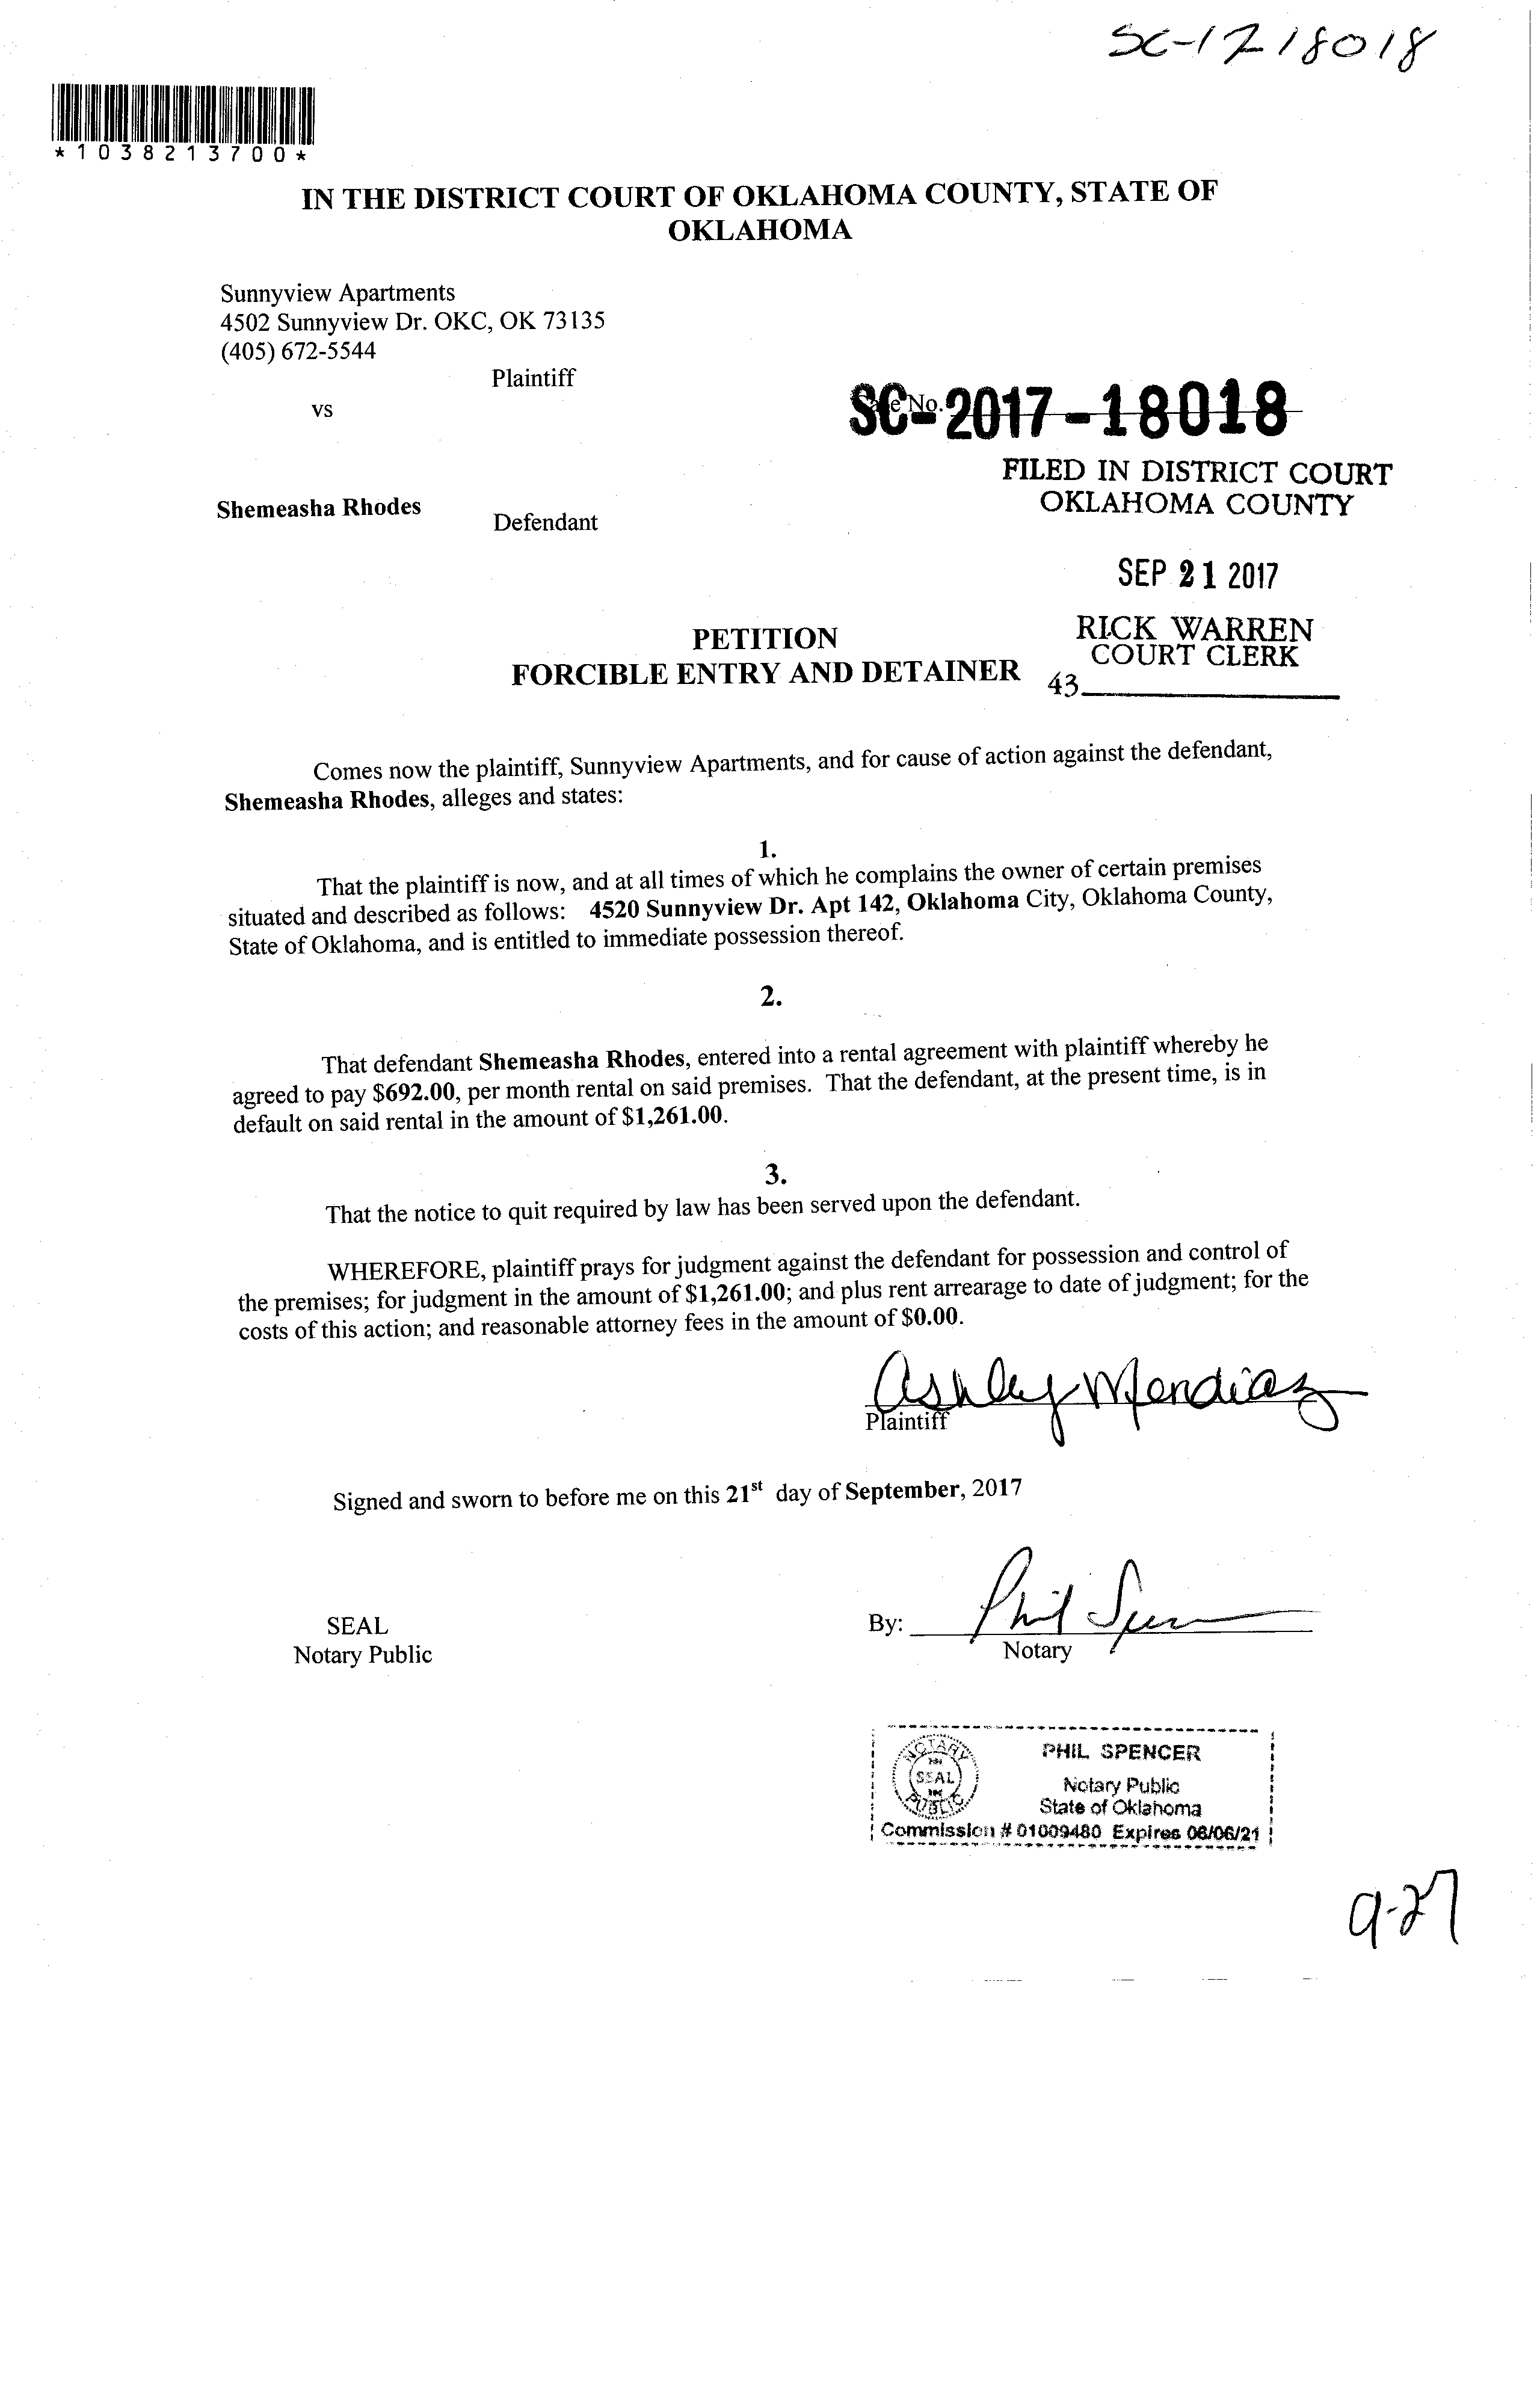 SC-1718018
*1038213700*
IN THE DISTRICT COURT OF OKLAHOMA COUNTY, STATE OF
OKLAHOMA
Sunnyview Apartments
4502 Sunnyview Dr. OKC, OK 73135
(405) 672-5544
Plaintiff
vs
Case No.
SC-2017-18018
FILED IN DISTRICT COURT
OKLAHOMA COUNTY
Shemeasha Rhodes
Defendant
SEP 21 2017
RICK WARREN
COURT CLERK
43
PETITION
FORCIBLE ENTRY AND DETAINER
Comes now the plaintiff, Sunnyview Apartments, and for cause of action against the defendant,
Shemeasha Rhodes, alleges and states:
1.
That the plaintiff is now, and at all times of which he complains the owner of certain premises
situated and described as follows: 4520 Sunnyview Dr. Apt 142, Oklahoma City, Oklahoma County,
State of Oklahoma, and is entitled to immediate possession thereof.
2.
That defendant Shemeasha Rhodes, entered into a rental agreement with plaintiff whereby he
agreed to pay $692.00, per month rental on said premises. That the defendant, at the present time, is in
default on said rental in the amount of $1,261.00.
3.
That the notice to quit required by law has been served upon the defendant.
WHEREFORE, plaintiff prays for judgment against the defendant for possession and control of
the premises; for judgment in the amount of $1,261.00; and plus rent arrearage to date of judgment; for the
costs of this action; and reasonable attorney fees in the amount of $0.00.
Ashley Mendiaz
Plaintiff
Signed and sworn to before me on this 21st day of September, 2017
SEAL
Notary Public
By: Phil Spencer
Notary
NOTARY
SEAL
PUBLIC
PHIL SPENCER
Notary Public
State of Oklahoma
Commission # 01009480 Expires 06/06/21
9-27